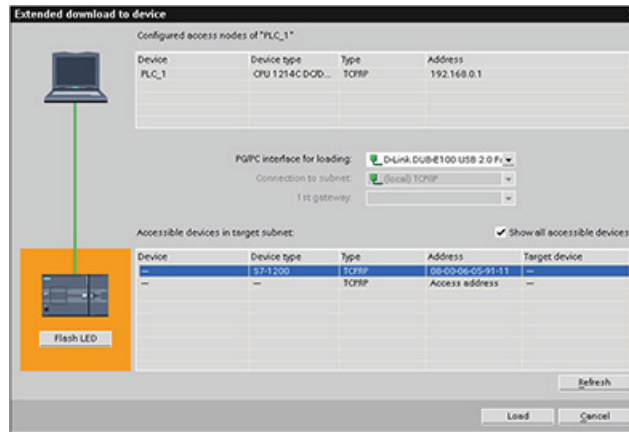 Extended download to device
Configured access nodes of "PLC_1"
Device Device type Type Address
PLC_1 CPU 1214C DC/D... TCP/IP 192.168.0.1
PG/PC interface for loading: D-Link DUB-E100 USB 2.0 Fa
Connection to subnet: (local) TCP/IP
1st gateway:
Accessible devices in target subnet: Show all accessible devices
Device Device type Type Address Target device
— S7-1200 TCP/IP 08-00-06-05-91-11 —
— — TCP/IP Access address —
Flash LED
Refresh
Load Cancel